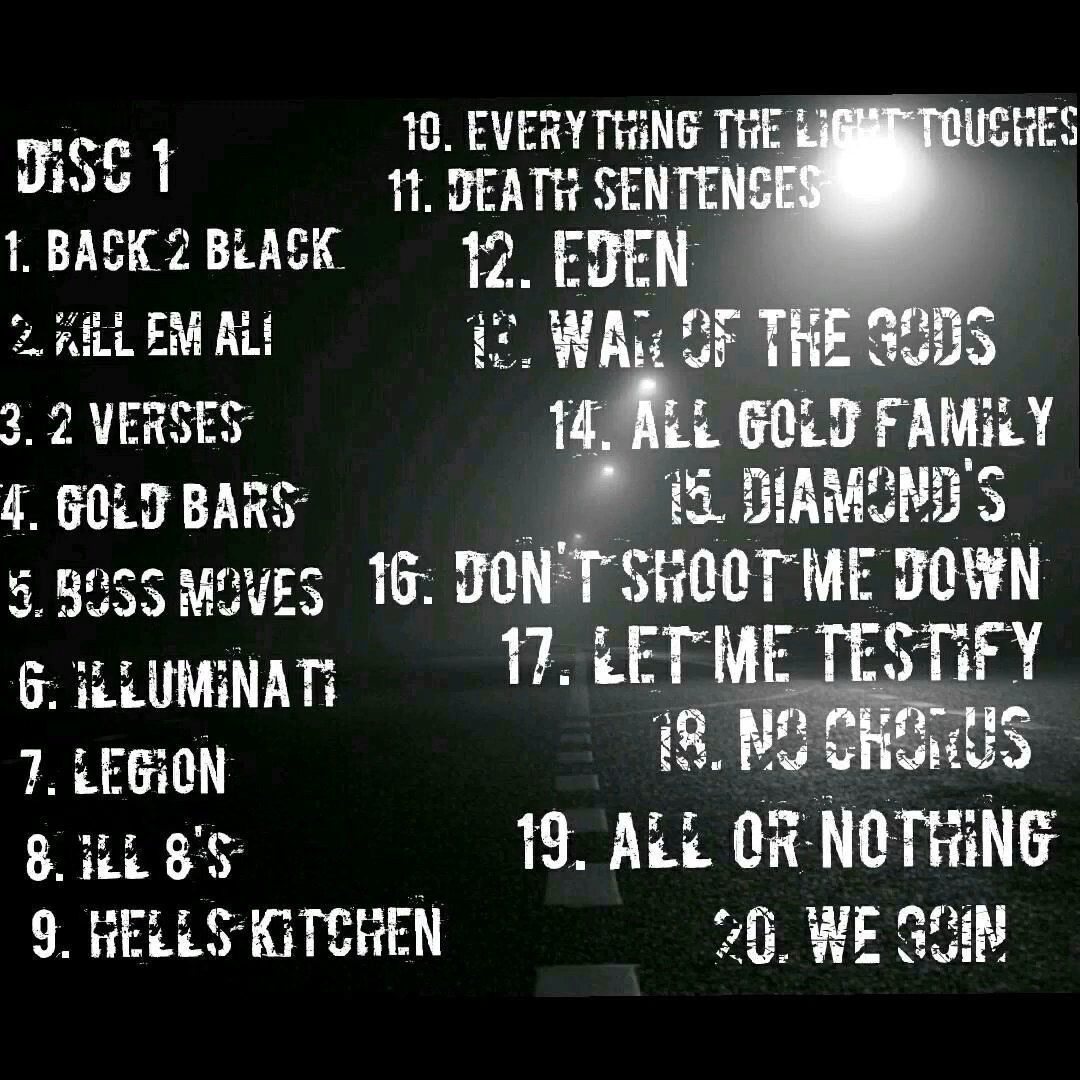 DISC 1
1. BACK 2 BLACK
2. KILL EM ALL
3. 2 VERSES
4. GOLD BARS
5. BOSS MOVES
6. ILLUMINATI
7. LEGION
8. ILL 8'S
9. HELLS KITCHEN
10. EVERYTHING THE LIGHT TOUCHES
11. DEATH SENTENCES
12. EDEN
13. WAR OF THE GODS
14. ALL GOLD FAMILY
15. DIAMOND'S
16. DON'T SHOOT ME DOWN
17. LET ME TESTIFY
18. NO CHORUS
19. ALL OR NOTHING
20. WE GOIN